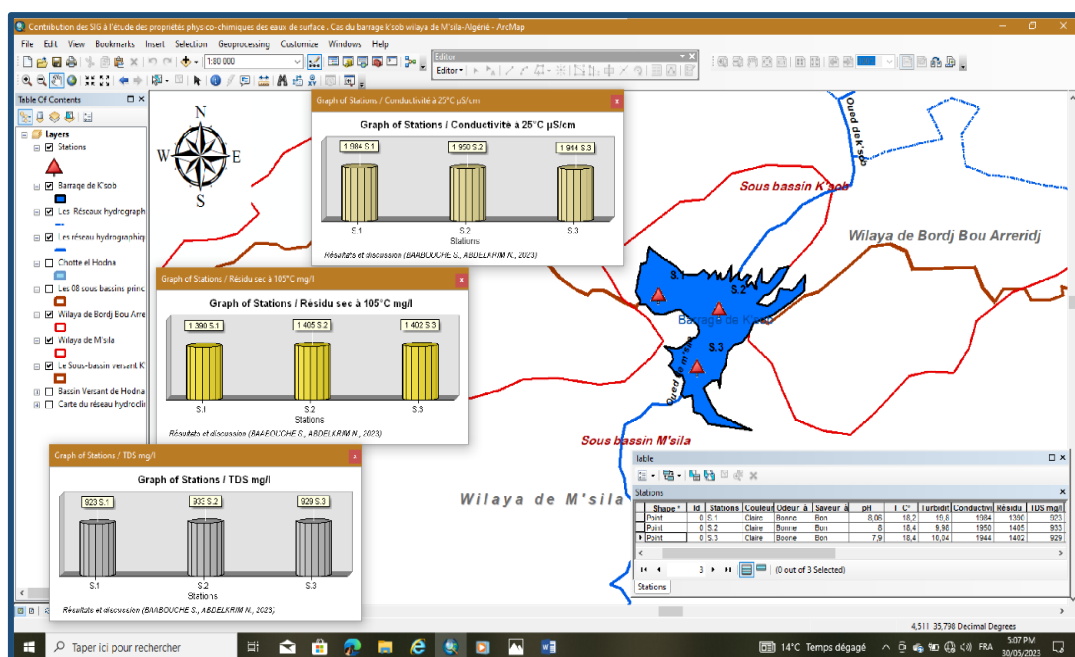 Contribution des SIG à l'étude des propriétés physico-chimiques des eaux de surface . Cas du barrage k'sob wilaya de M'sila-Algérié - ArcMap
File Edit View Bookmarks Insert Selection Geoprocessing Customize Windows Help
1:80 000
Editor
Editor
Table Of Contents
Layers
Stations
Barrage de K'sob
Les Réseaux hydrograph
Les réseau hydrographiq
Chotte el Hodna
Les 08 sous bassins princ
Wilaya de Bordj Bou Arre
Wilaya de M'sila
Le Sous-bassin versant K'
Bassin Versant de Hodna
Carte du réseau hydroclin
N
W E
S
Graph of Stations / Conductivité à 25°C µS/cm
Graph of Stations / Conductivité à 25°C µS/cm
1 984 S.1 1 950 S.2 1 944 S.3
S.1 S.2 S.3
Stations
Résultats et discussion (BAABOUCHE S., ABDELKRIM N., 2023)
Graph of Stations / Résidu sec à 105°C mg/l
Graph of Stations / Résidu sec à 105°C mg/l
1 390 S.1 1 405 S.2 1 402 S.3
S.1 S.2 S.3
Stations
Résultats et discussion (BAABOUCHE S., ABDELKRIM N., 2023)
Graph of Stations / TDS mg/l
Graph of Stations / TDS mg/l
923 S.1 933 S.2 929 S.3
S.1 S.2 S.3
Stations
Résultats et discussion (BAABOUCHE S., ABDELKRIM N., 2023)
Oued de k'sob
Sous bassin K'sob
Wilaya de Bordj Bou Arreridj
S.1
S.2
Barrage de K'sob
S.3
Oued de m'sila
Sous bassin M'sila
Wilaya de M'sila
Table
Stations
Shape * Id Stations Couleur Odeur à Saveur à pH T C° Turbidit Conductivi Résidu TDS mg/l
Point 0 S.1 Claire Bonne Bon 8,06 18,2 19,8 1984 1390 923
Point 0 S.2 Claire Bonne Bon 8 18,4 9,98 1950 1405 933
Point 0 S.3 Claire Bonne Bon 7,9 18,4 10,04 1944 1402 929
3 (0 out of 3 Selected)
Stations
4,511 35,798 Decimal Degrees
Taper ici pour rechercher
14°C Temps dégagé
FRA
5:07 PM
30/05/2023